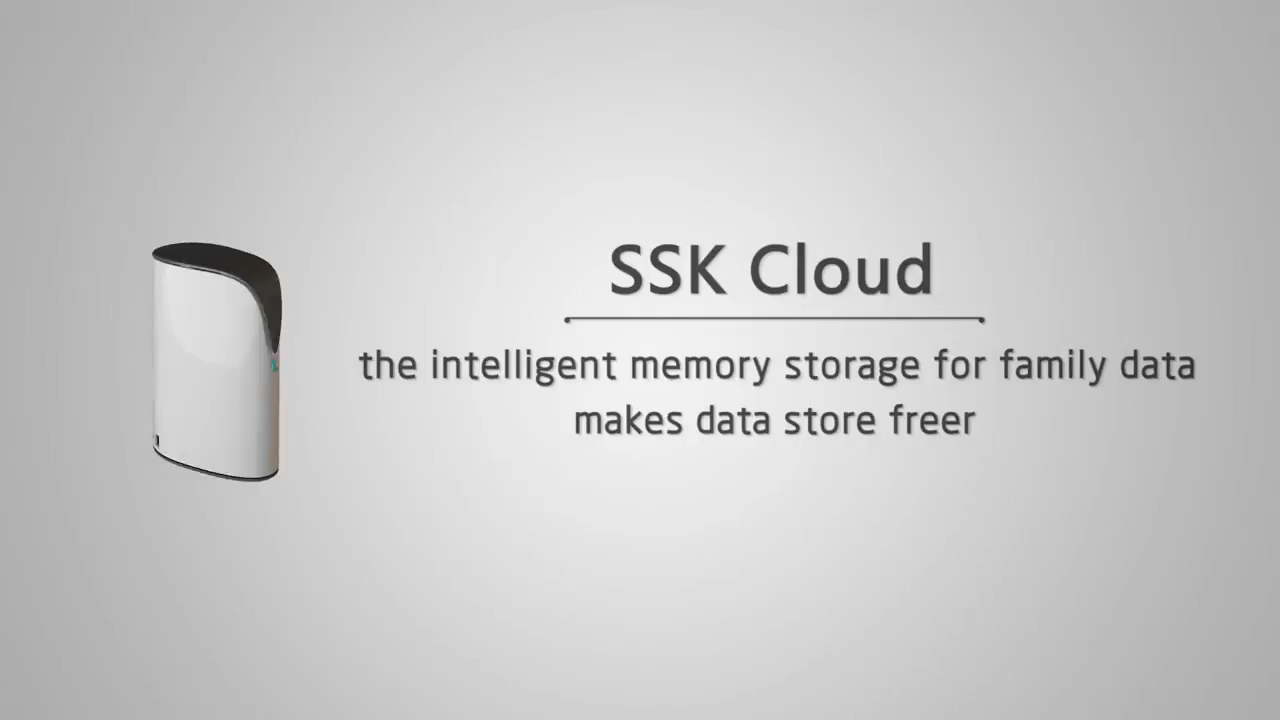 SSK Cloud
the intelligent memory storage for family data
makes data store freer